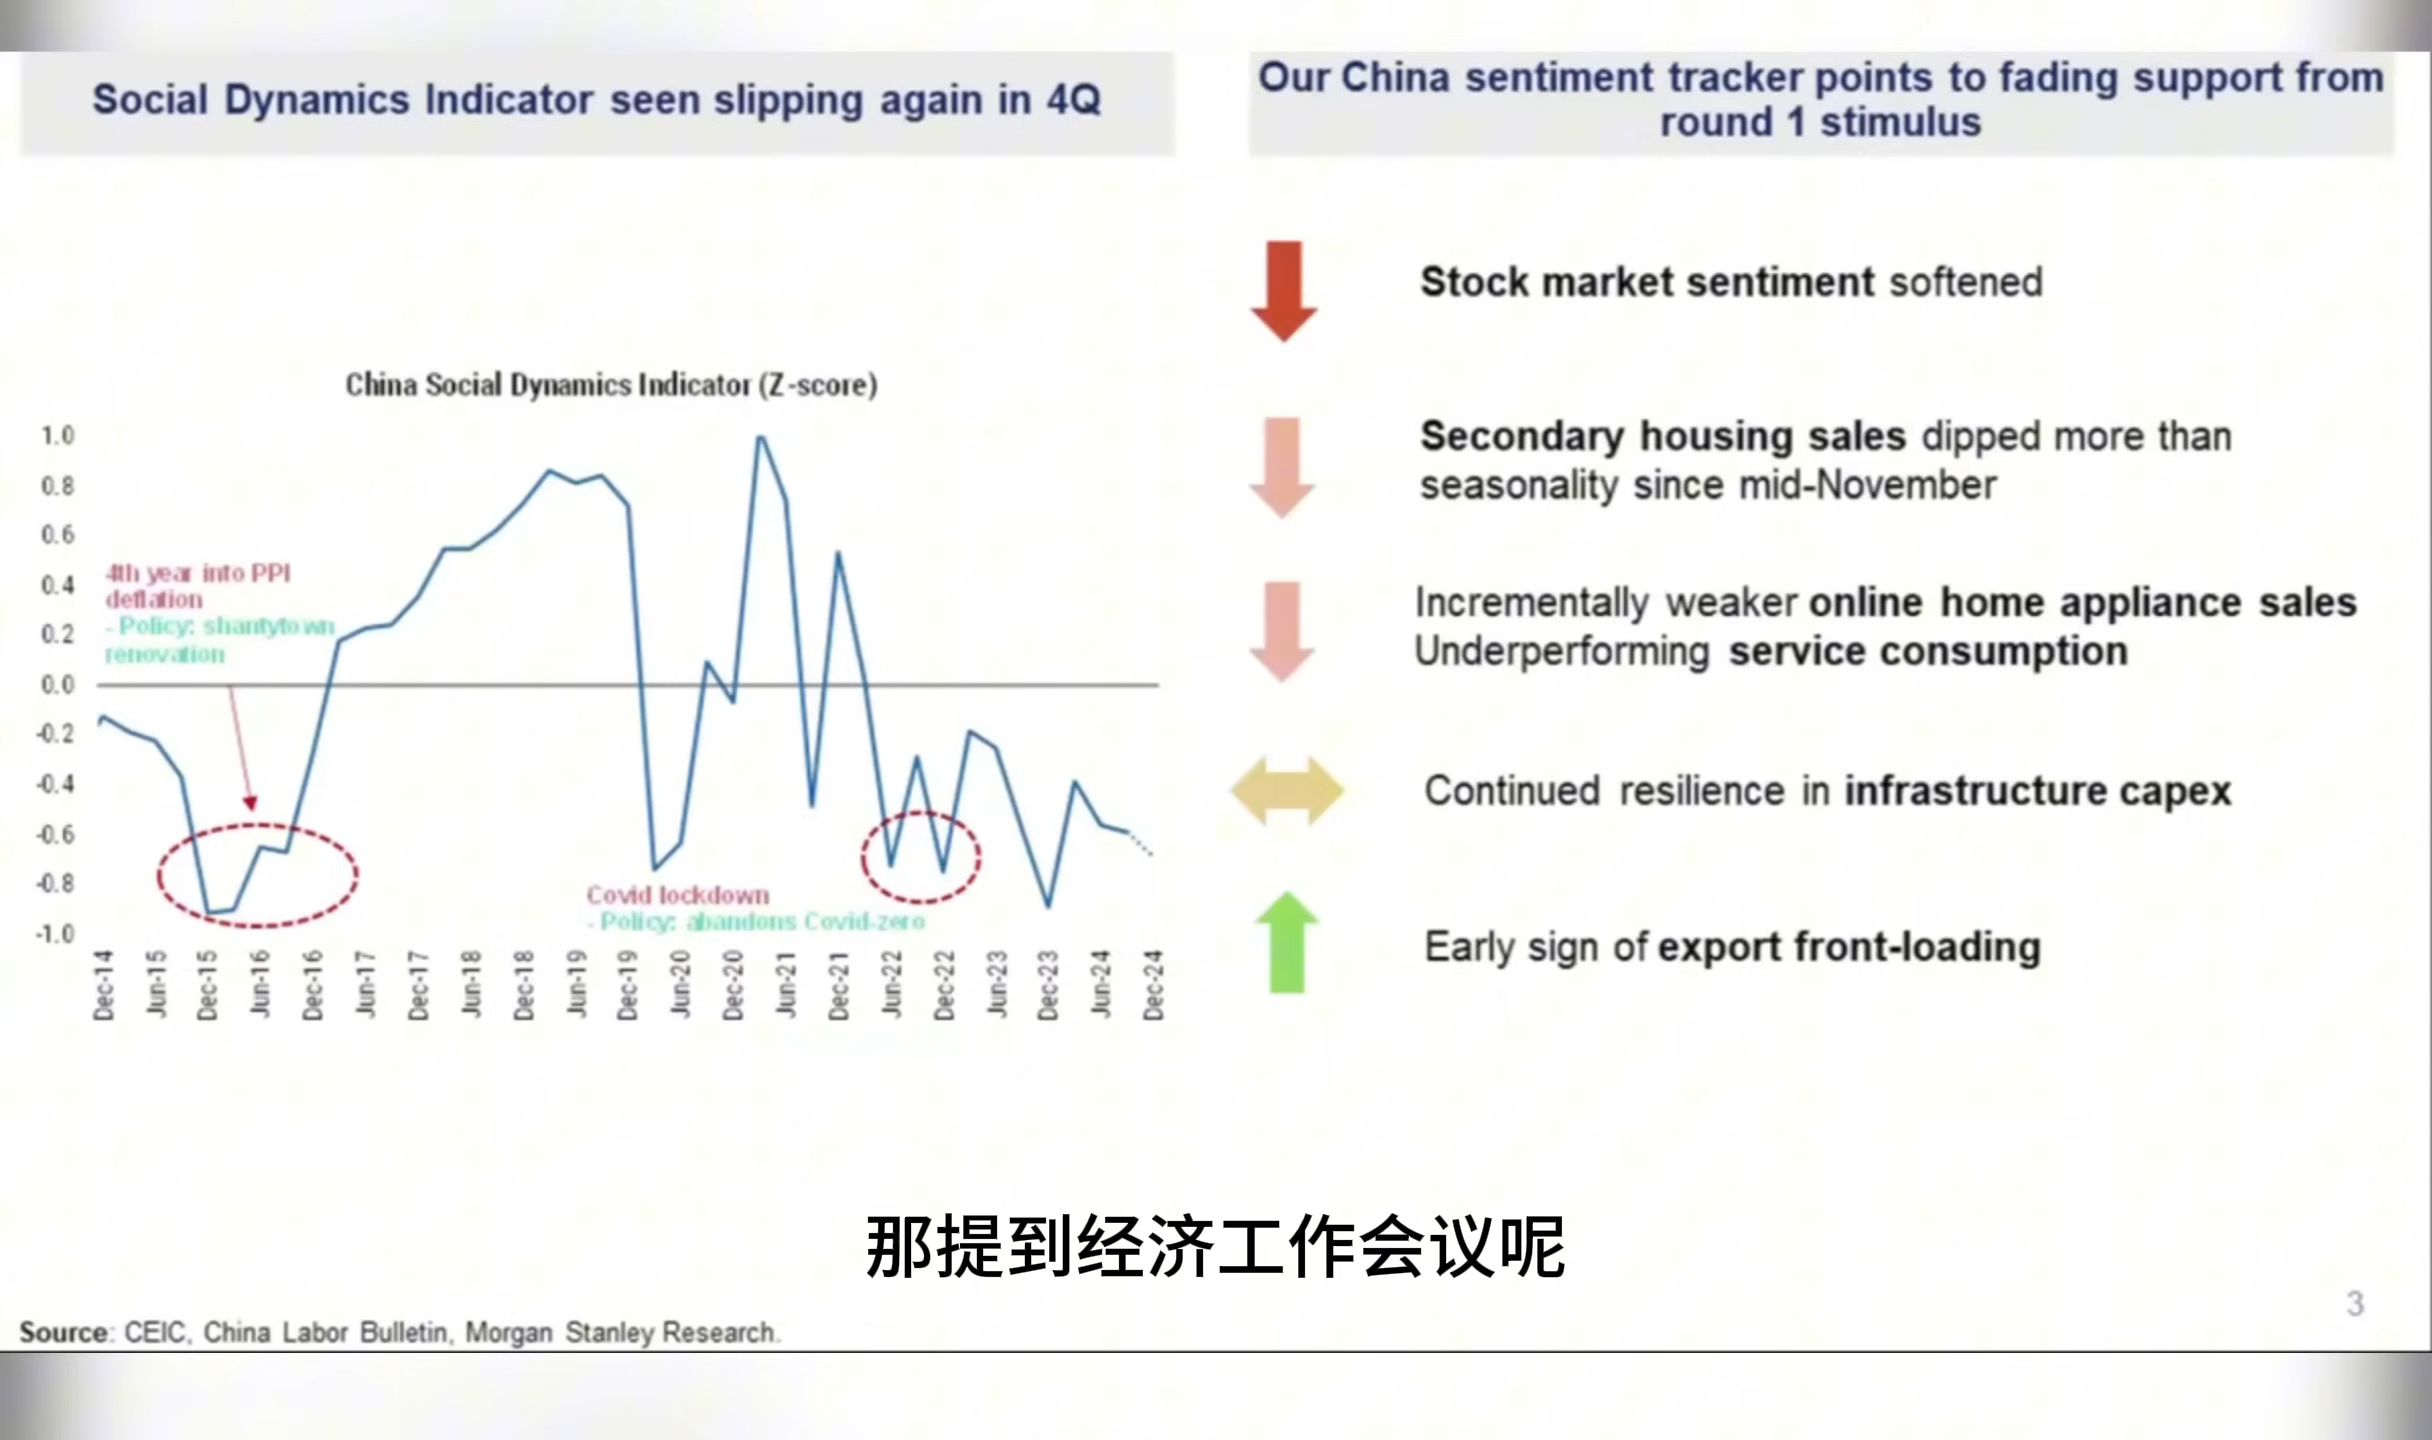 Social Dynamics Indicator seen slipping again in 4Q
China Social Dynamics Indicator (Z-score)
1.0
0.8
0.6
0.4
0.2
0.0
-0.2
-0.4
-0.6
-0.8
-1.0
4th year into PPI
deflation
- Policy: shantytown
renovation
Covid lockdown
- Policy: abandons Covid-zero
Dec-14
Jun-15
Dec-15
Jun-16
Dec-16
Jun-17
Dec-17
Jun-18
Dec-18
Jun-19
Dec-19
Jun-20
Dec-20
Jun-21
Dec-21
Jun-22
Dec-22
Jun-23
Dec-23
Jun-24
Dec-24
Our China sentiment tracker points to fading support from
round 1 stimulus
Stock market sentiment softened
Secondary housing sales dipped more than
seasonality since mid-November
Incrementally weaker online home appliance sales
Underperforming service consumption
Continued resilience in infrastructure capex
Early sign of export front-loading
那提到经济工作会议呢
3
Source: CEIC, China Labor Bulletin, Morgan Stanley Research.